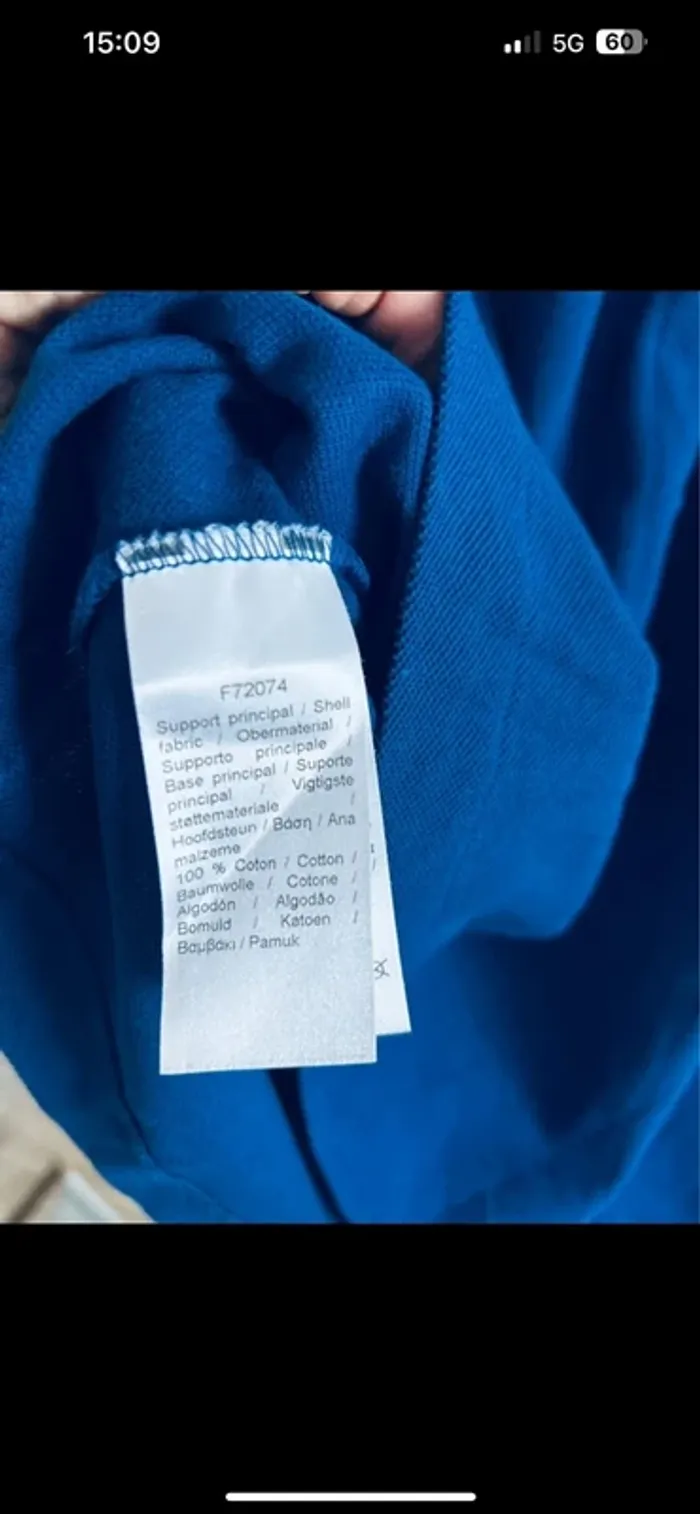 15:09
5G
60
F72074
Support principal / Shell
fabric / Obermaterial /
Supporto principale
Base principal / Suporte
principal / Vigtigste
støttemateriale /
Hoofdsteun / Βάση / Ana
malzeme
100 % Coton / Cotton /
Baumwolle / Cotone /
Algodón / Algodão /
Bomuld / Katoen /
Βαμβάκι / Pamuk